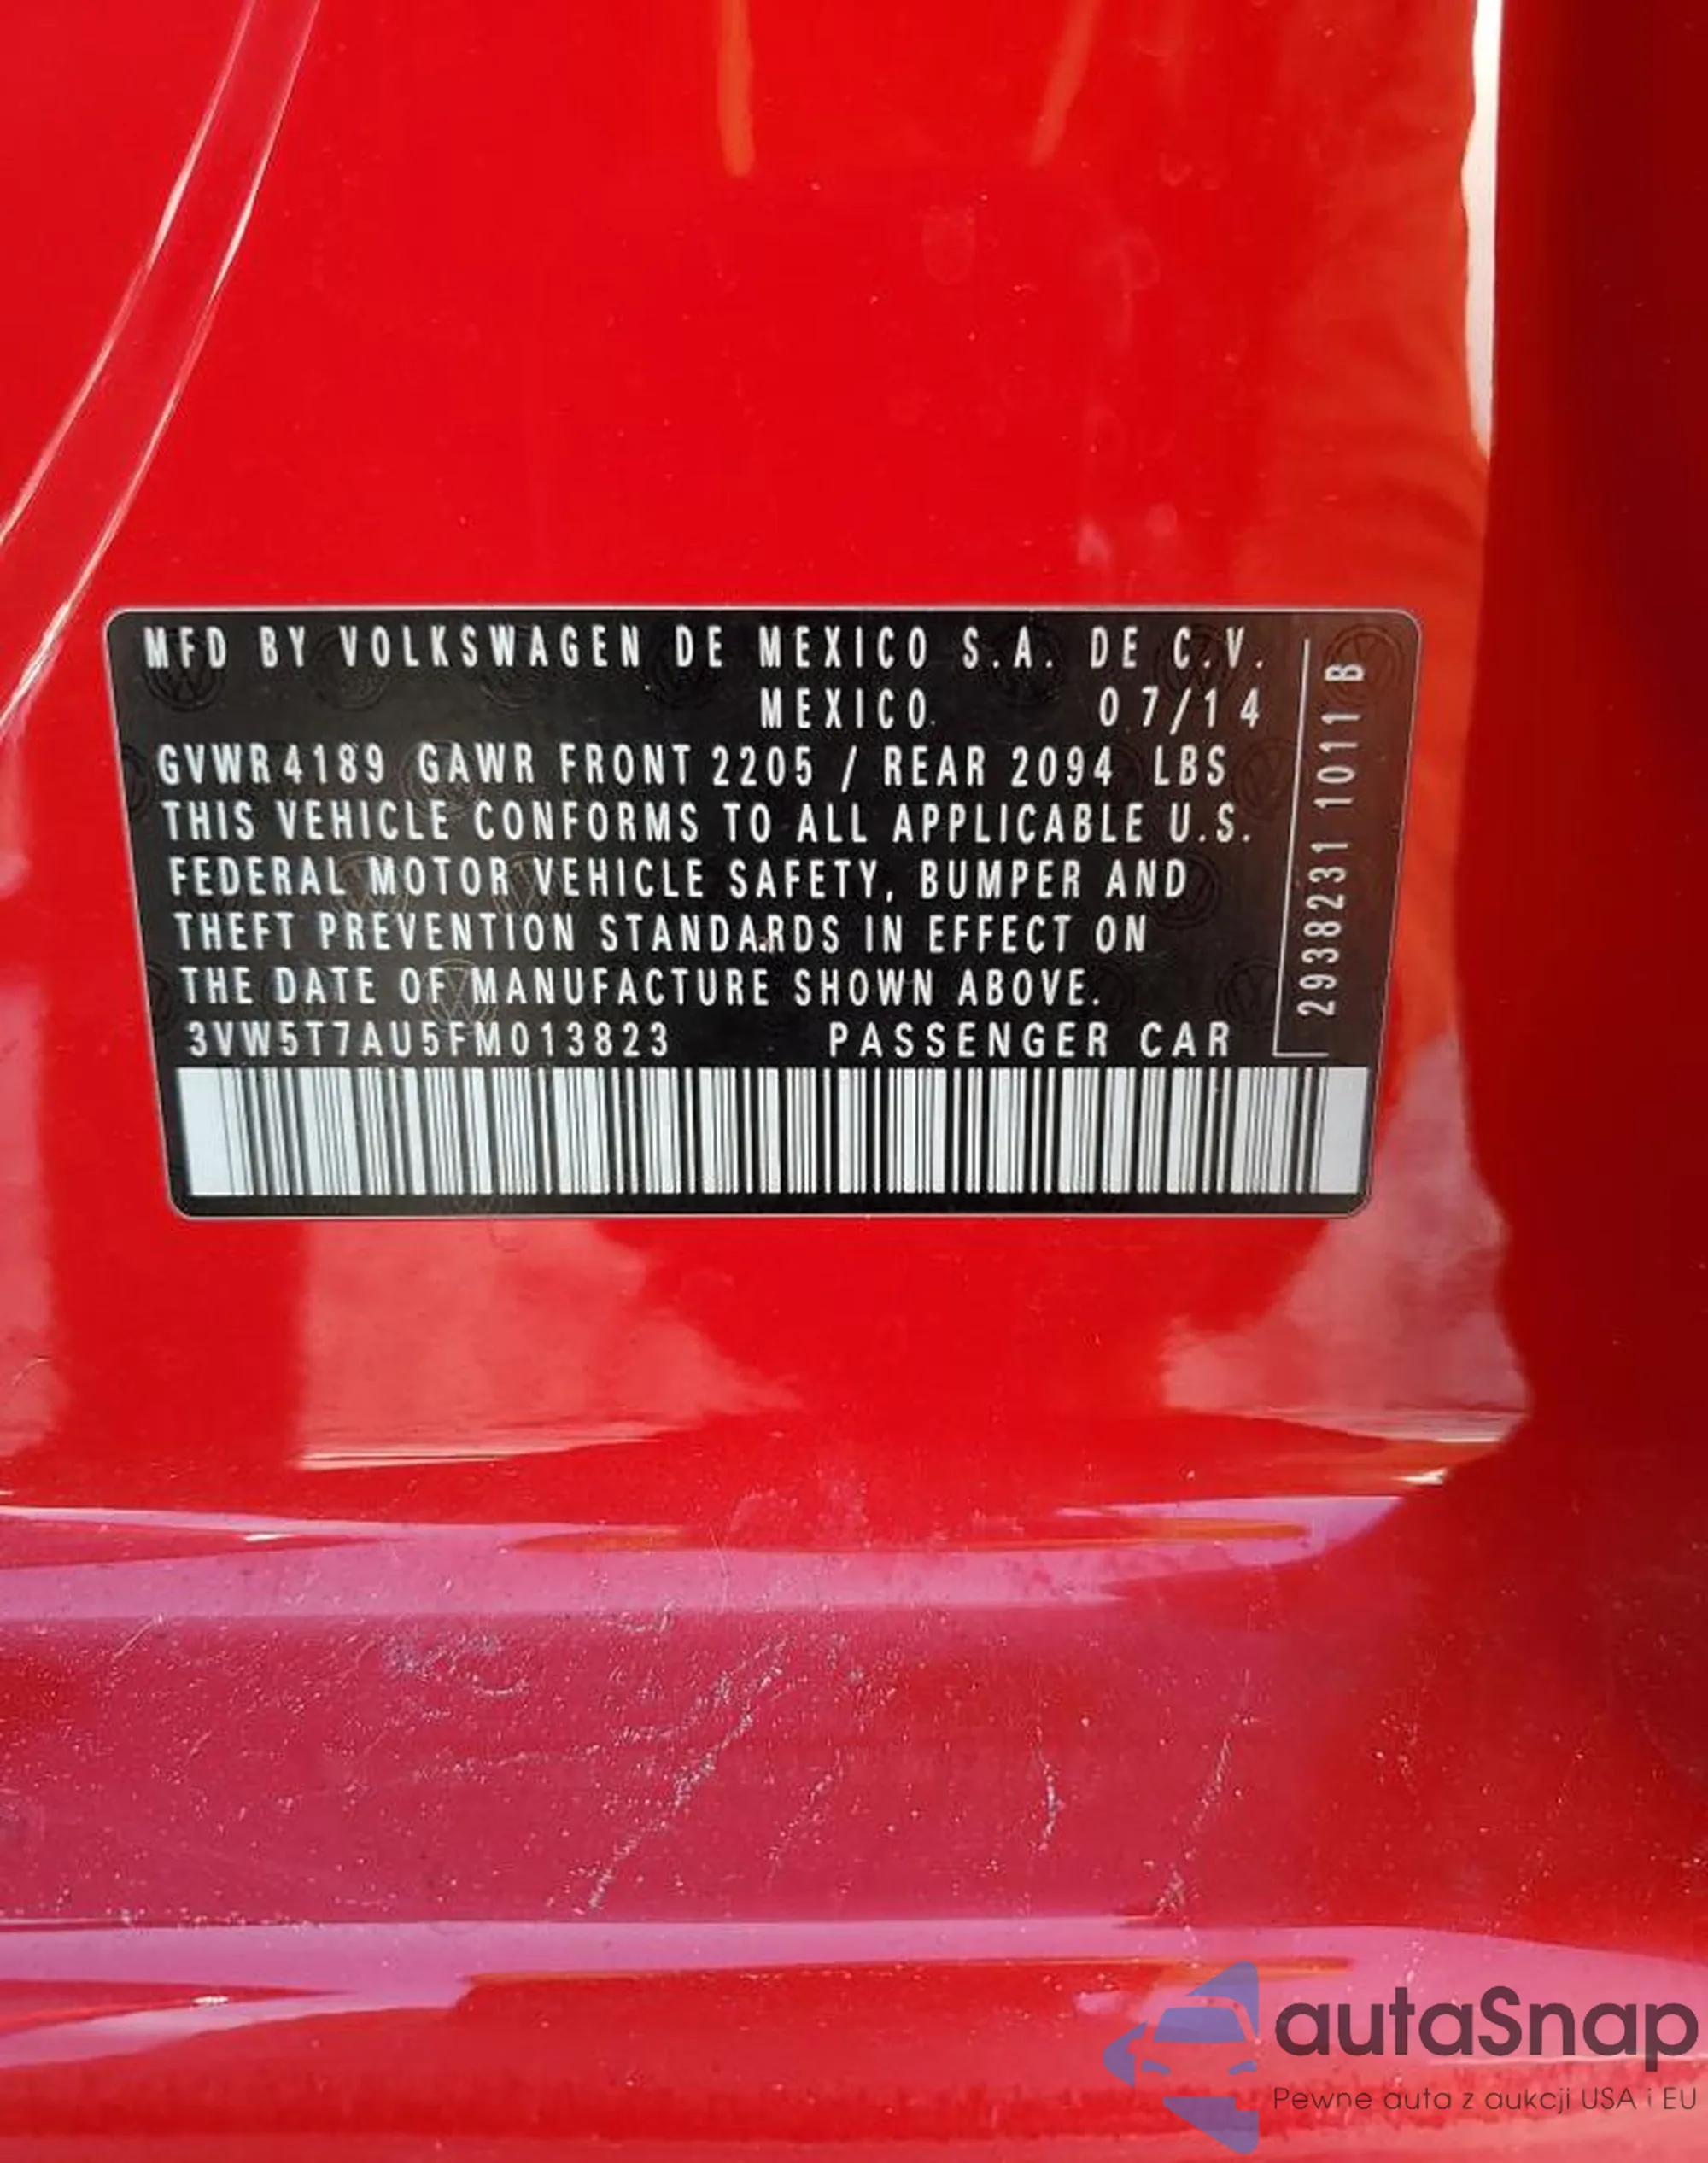 MFD BY VOLKSWAGEN DE MEXICO S.A. DE C.V.
MEXICO 07/14
GVWR 4189 GAWR FRONT 2205 / REAR 2094 LBS
THIS VEHICLE CONFORMS TO ALL APPLICABLE U.S.
FEDERAL MOTOR VEHICLE SAFETY, BUMPER AND
THEFT PREVENTION STANDARDS IN EFFECT ON
THE DATE OF MANUFACTURE SHOWN ABOVE.
3VW5T7AU5FM013823 PASSENGER CAR
2938231 1011 B
autaSnap
Pewne auta z aukcji USA i EU